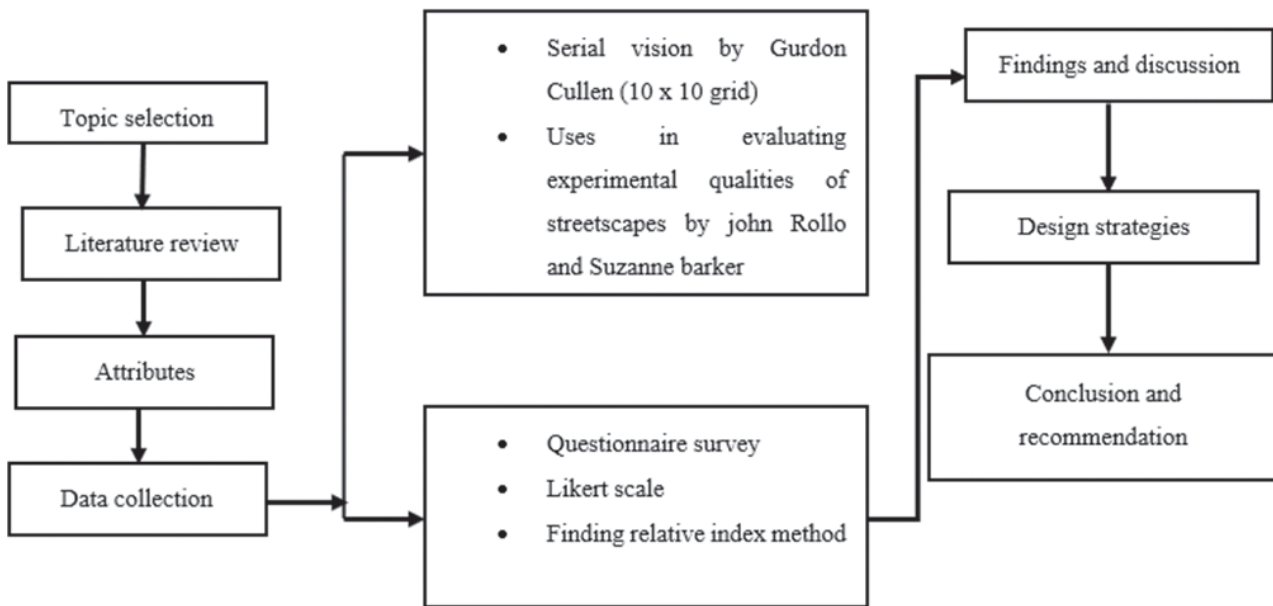 Topic selection
Literature review
Attributes
Data collection
• Serial vision by Gurdon
Cullen (10 x 10 grid)
• Uses in evaluating
experimental qualities of
streetscapes by john Rollo
and Suzanne barker
• Questionnaire survey
• Likert scale
• Finding relative index method
Findings and discussion
Design strategies
Conclusion and
recommendation